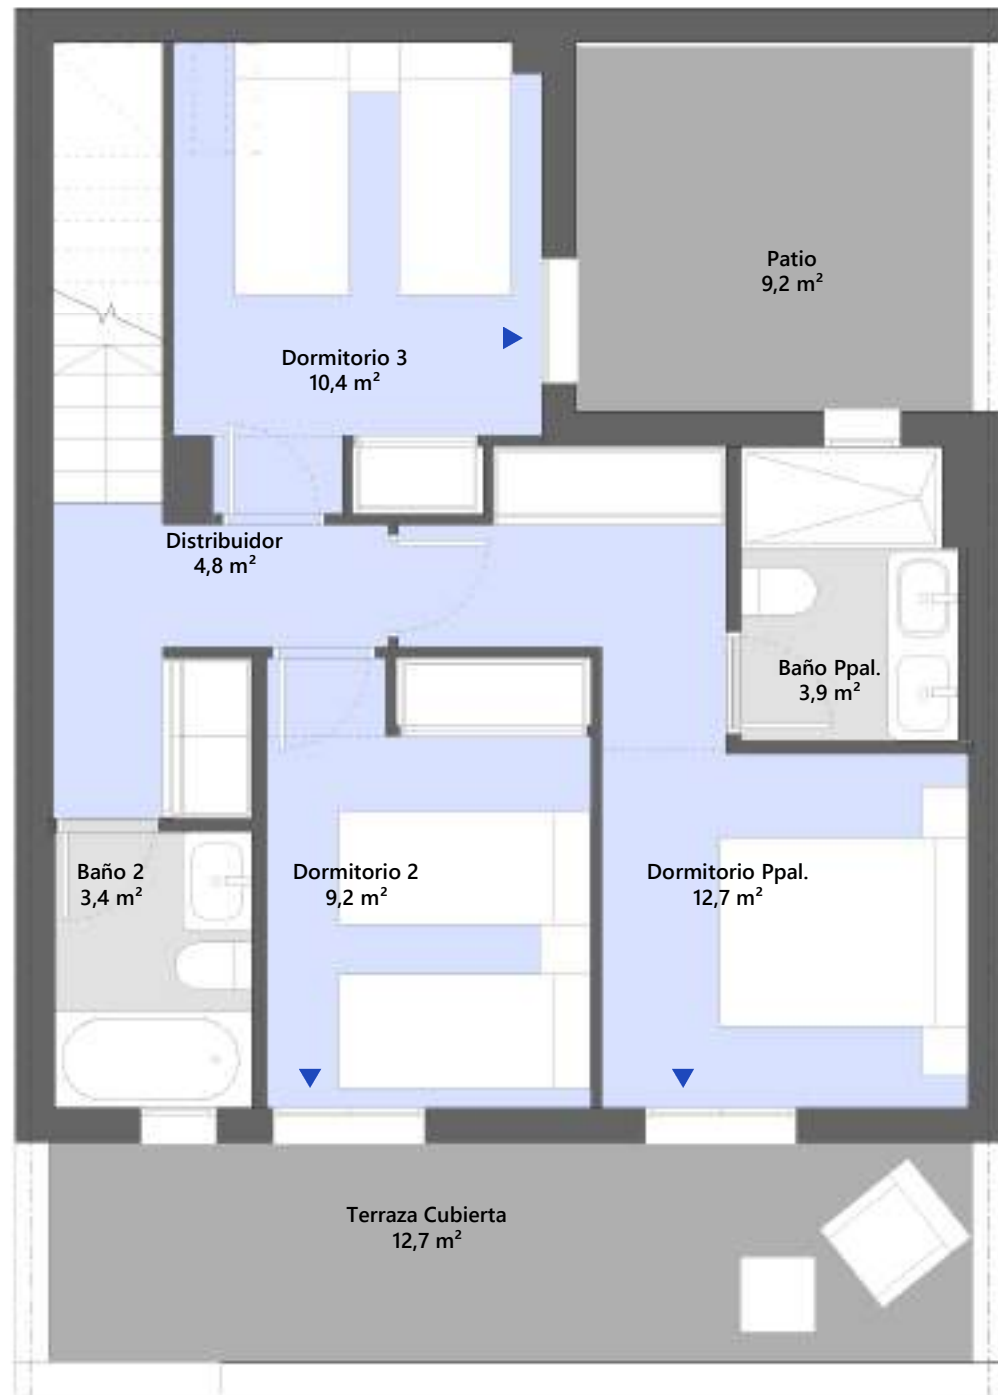 Patio
9,2 m²
Dormitorio 3
10,4 m²
Distribuidor
4,8 m²
Baño Ppal.
3,9 m²
Baño 2
3,4 m²
Dormitorio 2
9,2 m²
Dormitorio Ppal.
12,7 m²
Terraza Cubierta
12,7 m²